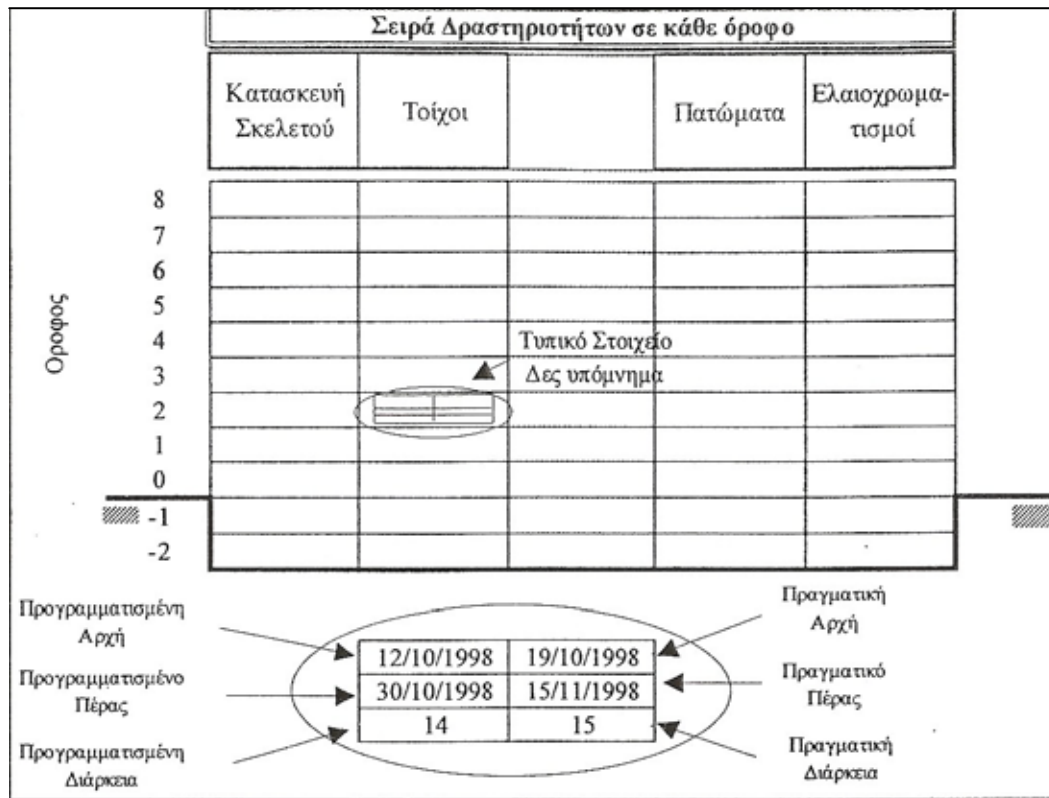 Σειρά Δραστηριοτήτων σε κάθε όροφο
Κατασκευή
Σκελετού
Τοίχοι
Πατώματα
Ελαιοχρωμα-
τισμοί
Οροφος
8
7
6
5
4
3
2
1
0
-1
-2
Τυπικό Στοιχείο
Δες υπόμνημα
Προγραμματισμένη
Αρχή
Προγραμματισμένο
Πέρας
Προγραμματισμένη
Διάρκεια
12/10/1998 19/10/1998
30/10/1998 15/11/1998
14 15
Πραγματική
Αρχή
Πραγματικό
Πέρας
Πραγματική
Διάρκεια